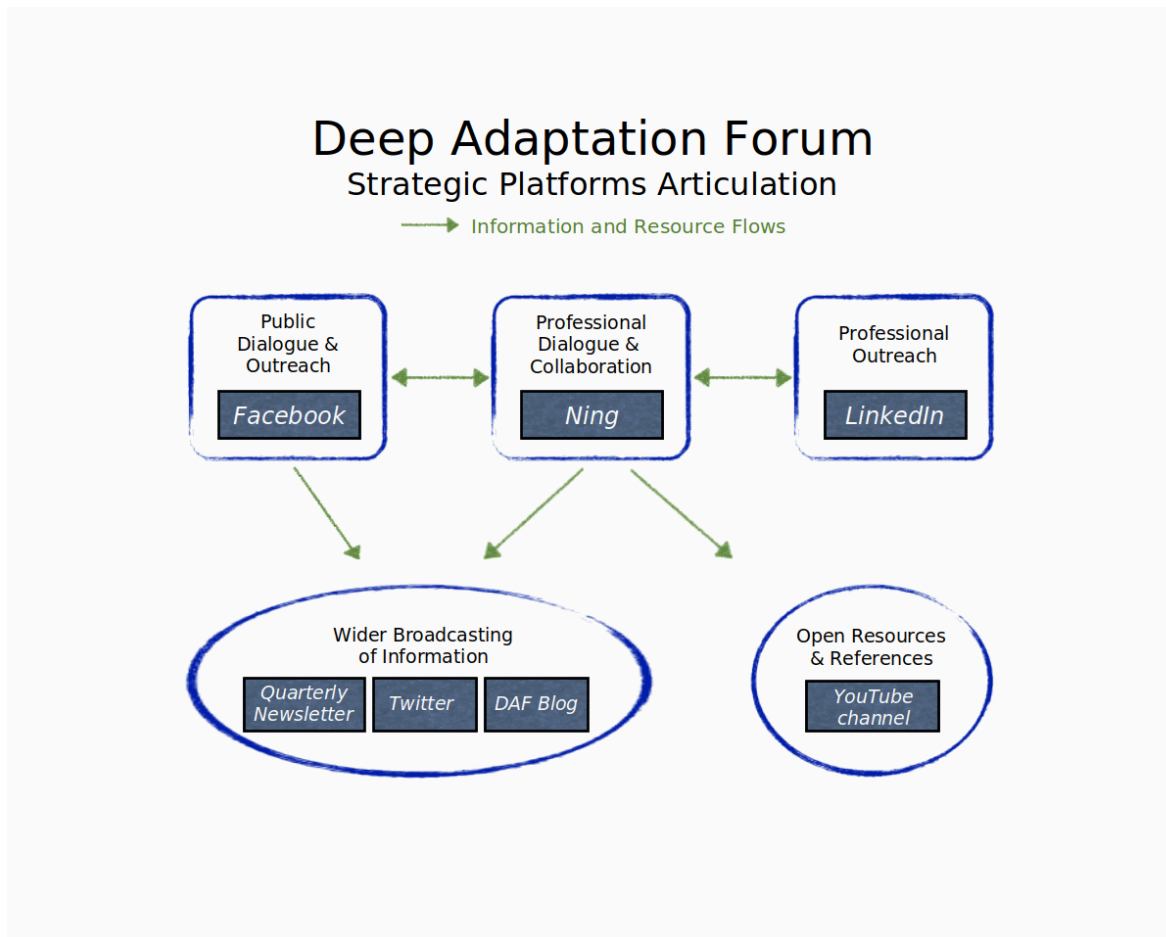 Deep Adaptation Forum
Strategic Platforms Articulation
Information and Resource Flows
Public
Dialogue &
Outreach
Facebook
Professional
Dialogue &
Collaboration
Ning
Professional
Outreach
LinkedIn
Wider Broadcasting
of Information
Quarterly
Newsletter
Twitter
DAF Blog
Open Resources
& References
YouTube
channel